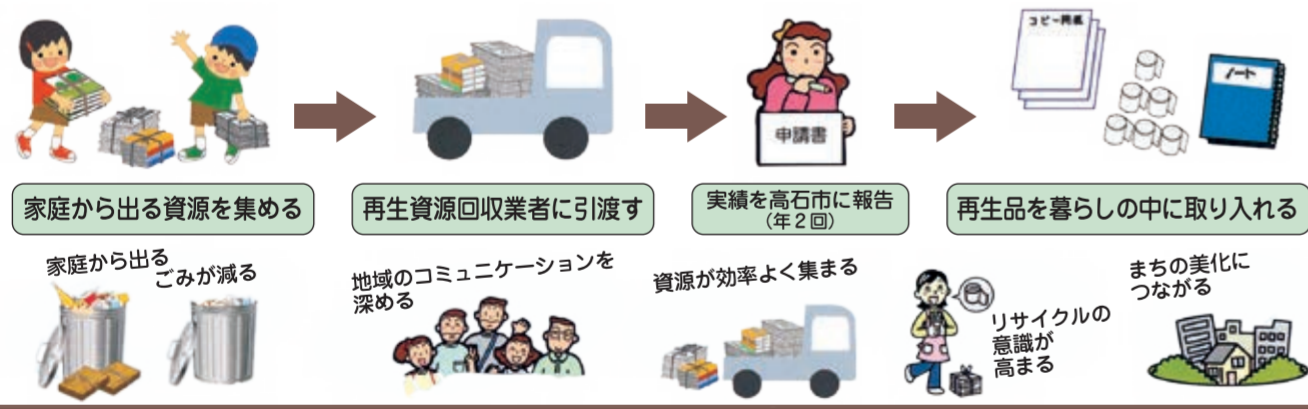 コピー用紙
ノート
申請書
家庭から出る資源を集める
再生資源回収業者に引渡す
実績を高石市に報告
（年２回）
再生品を暮らしの中に取り入れる
家庭から出る
ごみが減る
地域のコミュニケーションを
深める
資源が効率よく集まる
リサイクルの
意識が
高まる
まちの美化に
つながる